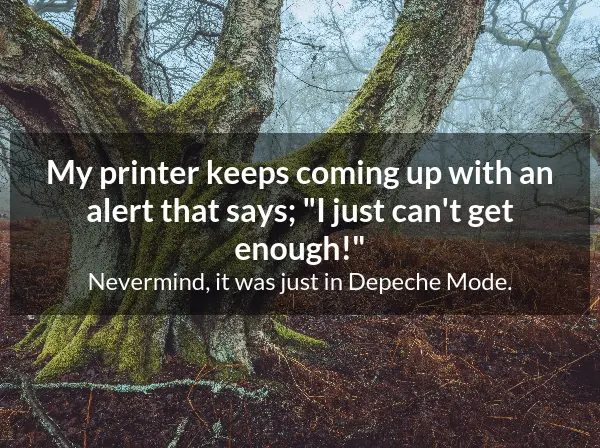 My printer keeps coming up with an
alert that says; "I just can't get
enough!"
Nevermind, it was just in Depeche Mode.